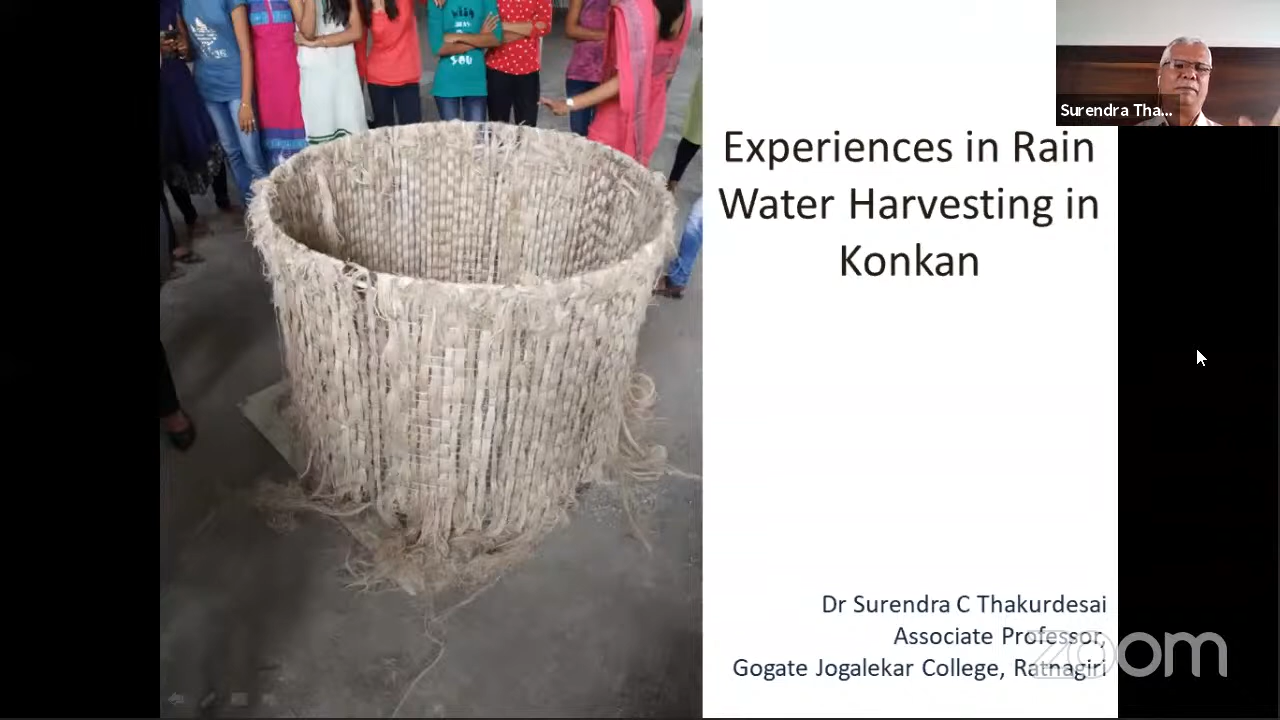 Surendra Tha...
Experiences in Rain
Water Harvesting in
Konkan
Dr Surendra C Thakurdesai
Associate Professor,
Gogate Jogalekar College, Ratnagiri
zoom
YOU